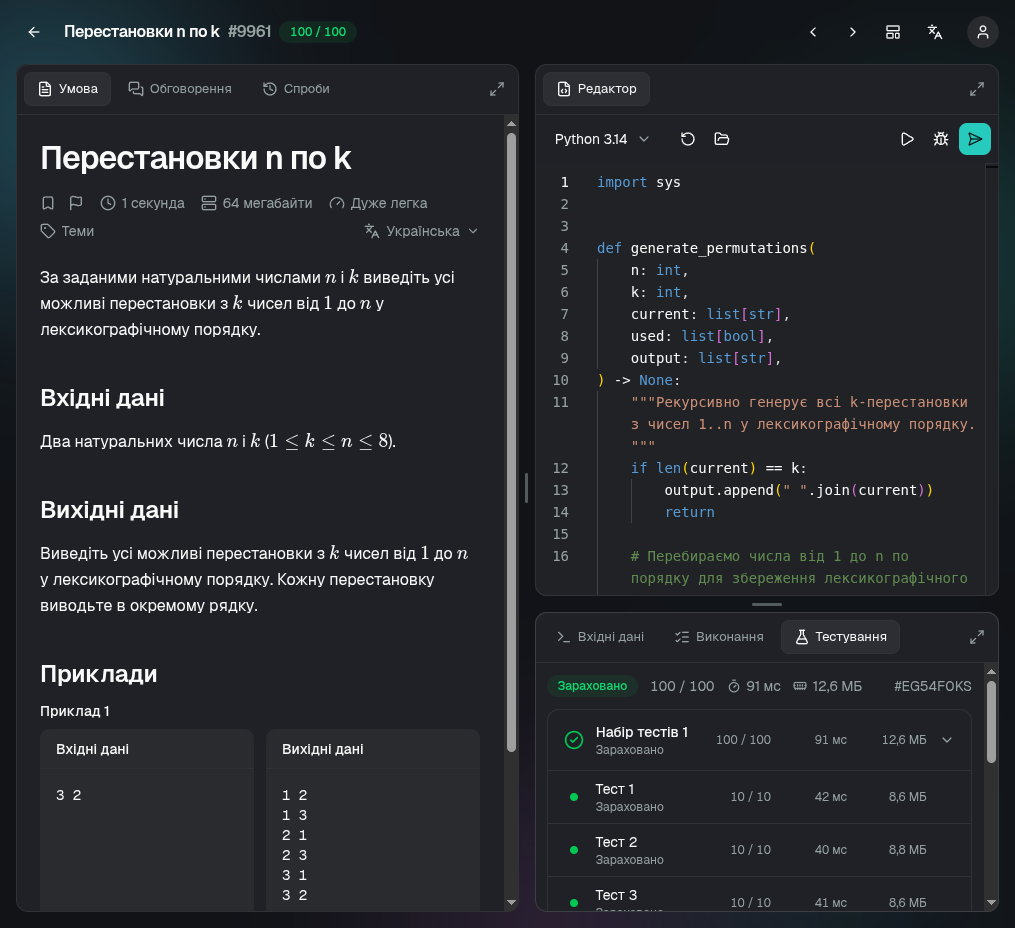 Перестановки n по k #9961 100 / 100
Умова Обговорення Спроби
Перестановки n по k
1 секунда 64 мегабайти Дуже легка
Теми Українська
За заданими натуральними числами n і k виведіть усі
можливі перестановки з k чисел від 1 до n у
лексикографічному порядку.
Вхідні дані
Два натуральних числа n і k (1 ≤ k ≤ n ≤ 8).
Вихідні дані
Виведіть усі можливі перестановки з k чисел від 1 до n
у лексикографічному порядку. Кожну перестановку
виводьте в окремому рядку.
Приклади
Приклад 1
Вхідні дані
3 2
Вихідні дані
1 2
1 3
2 1
2 3
3 1
3 2
Редактор
Python 3.14
1 import sys
2
3
4 def generate_permutations(
5     n: int,
6     k: int,
7     current: list[str],
8     used: list[bool],
9     output: list[str],
10 ) -> None:
11     """Рекурсивно генерує всі k-перестановки
з чисел 1..n у лексикографічному порядку.
"""
12     if len(current) == k:
13         output.append(" ".join(current))
14         return
15
16     # Перебираємо числа від 1 до n по
порядку для збереження лексикографічного
Вхідні дані Виконання Тестування
Зараховано 100 / 100 91 мс 12,6 МБ #EG54F0KS
Набір тестів 1 100 / 100 91 мс 12,6 МБ
Зараховано
Тест 1 10 / 10 42 мс 8,6 МБ
Зараховано
Тест 2 10 / 10 40 мс 8,8 МБ
Зараховано
Тест 3 10 / 10 41 мс 8,6 МБ
Зараховано